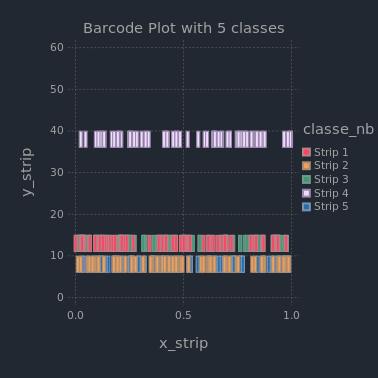 Barcode Plot with 5 classes
60
50
40
30
20
10
0
0.0
0.5
1.0
x_strip
y_strip
classe_nb
Strip 1
Strip 2
Strip 3
Strip 4
Strip 5